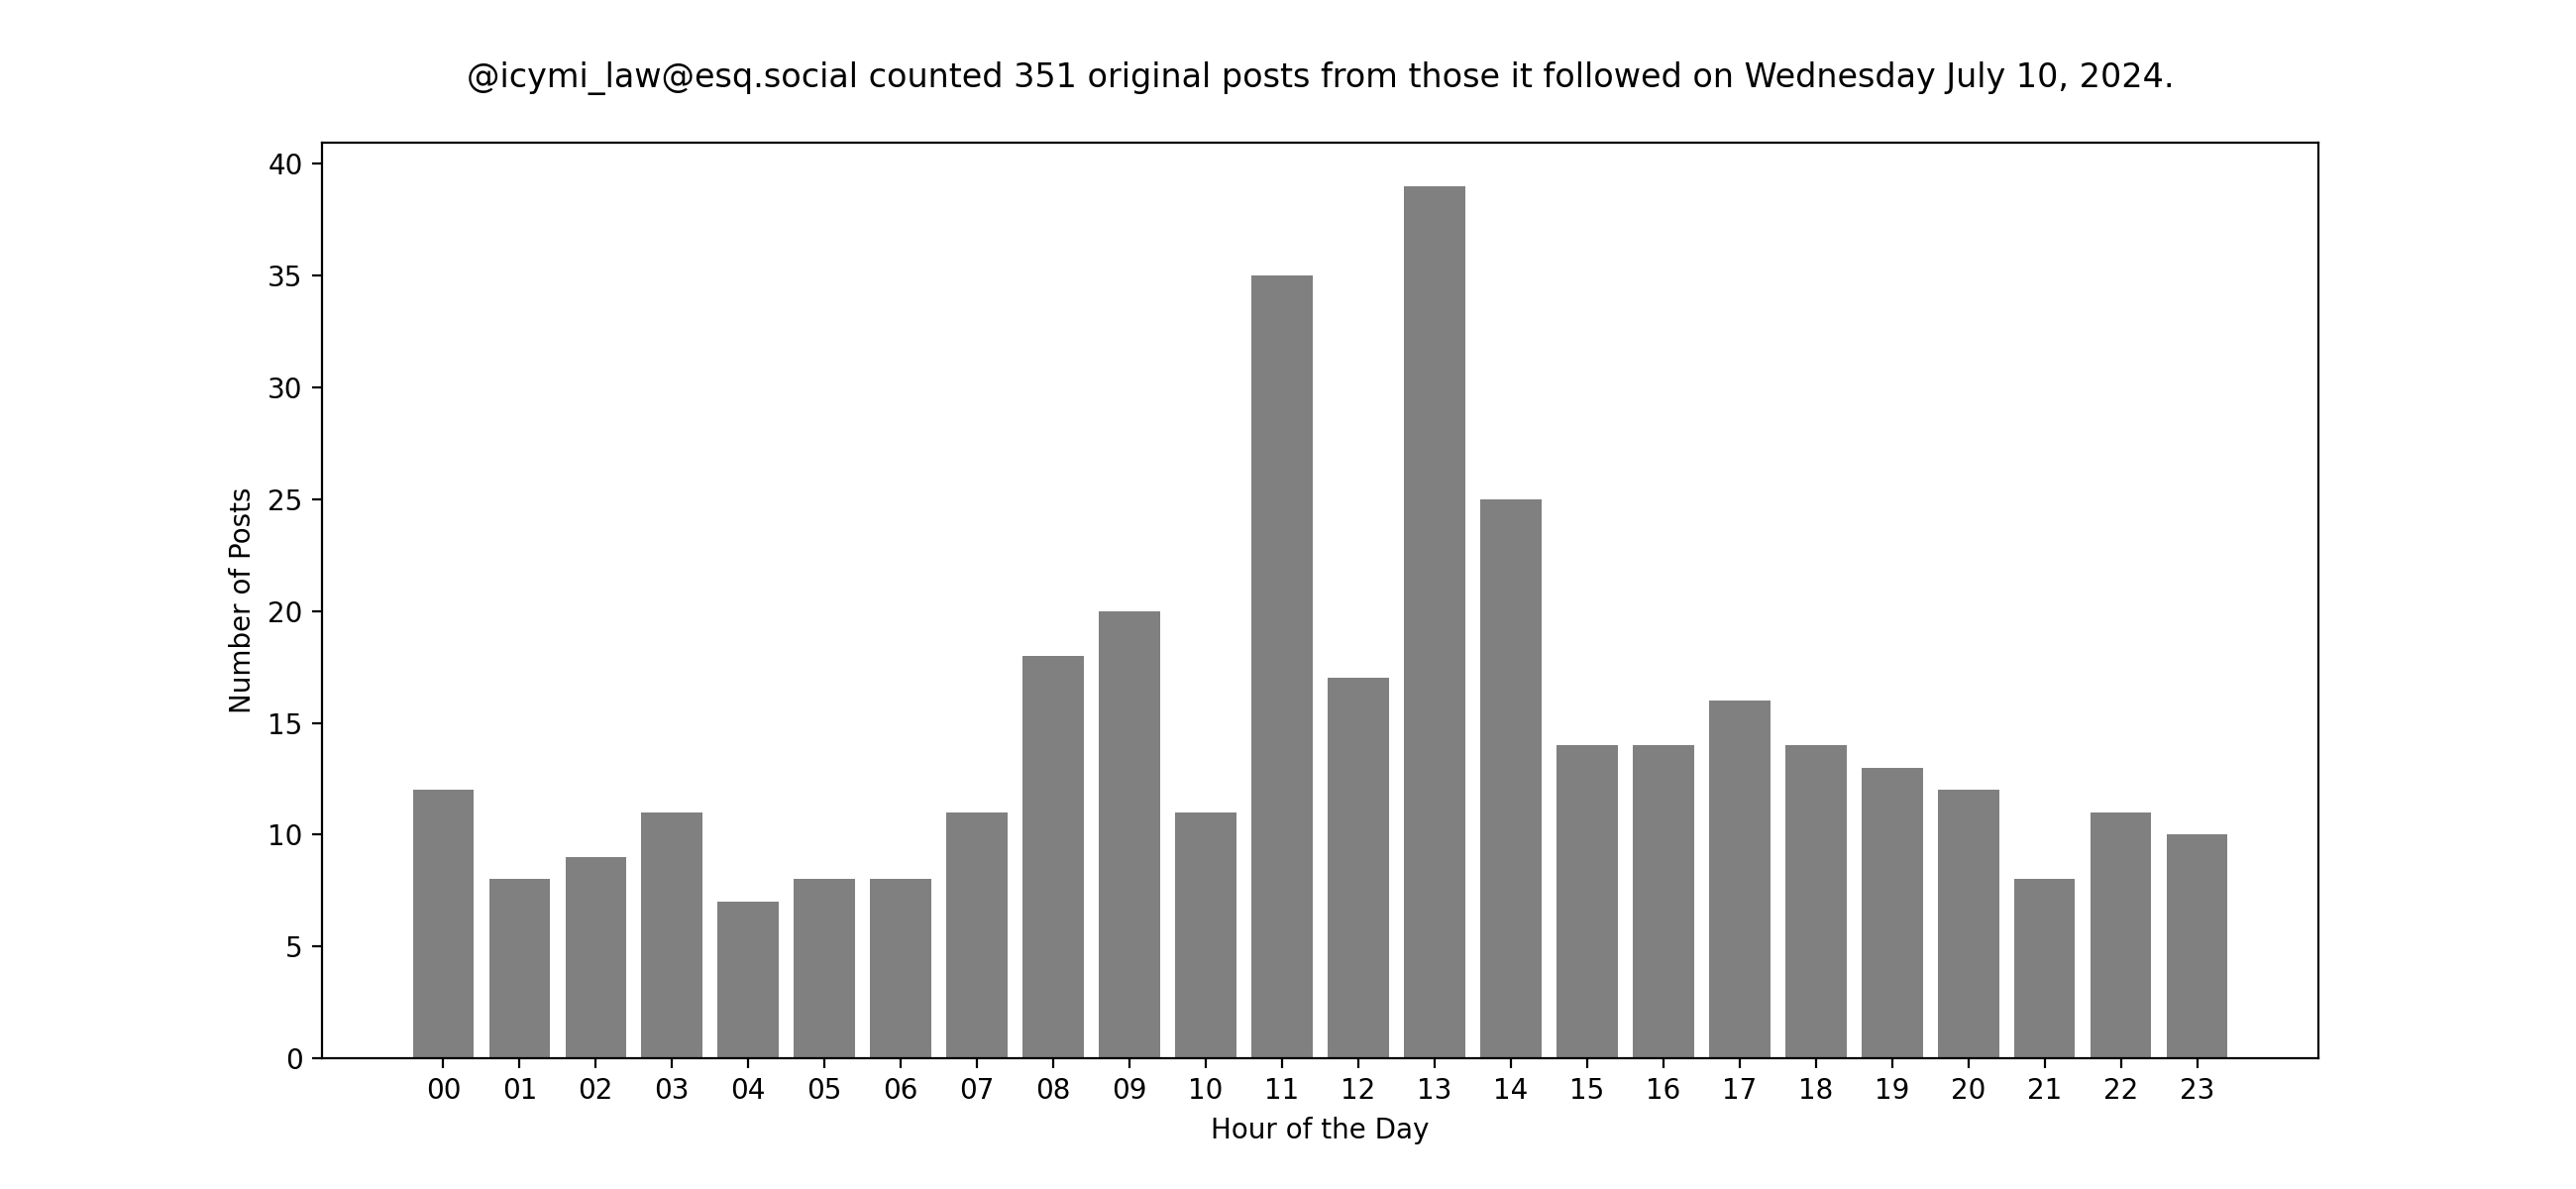 @icymi_law@esq.social counted 351 original posts from those it followed on Wednesday July 10, 2024.
40
35
30
25
20
15
10
5
0
Number of Posts
00 01 02 03 04 05 06 07 08 09 10 11 12 13 14 15 16 17 18 19 20 21 22 23
Hour of the Day